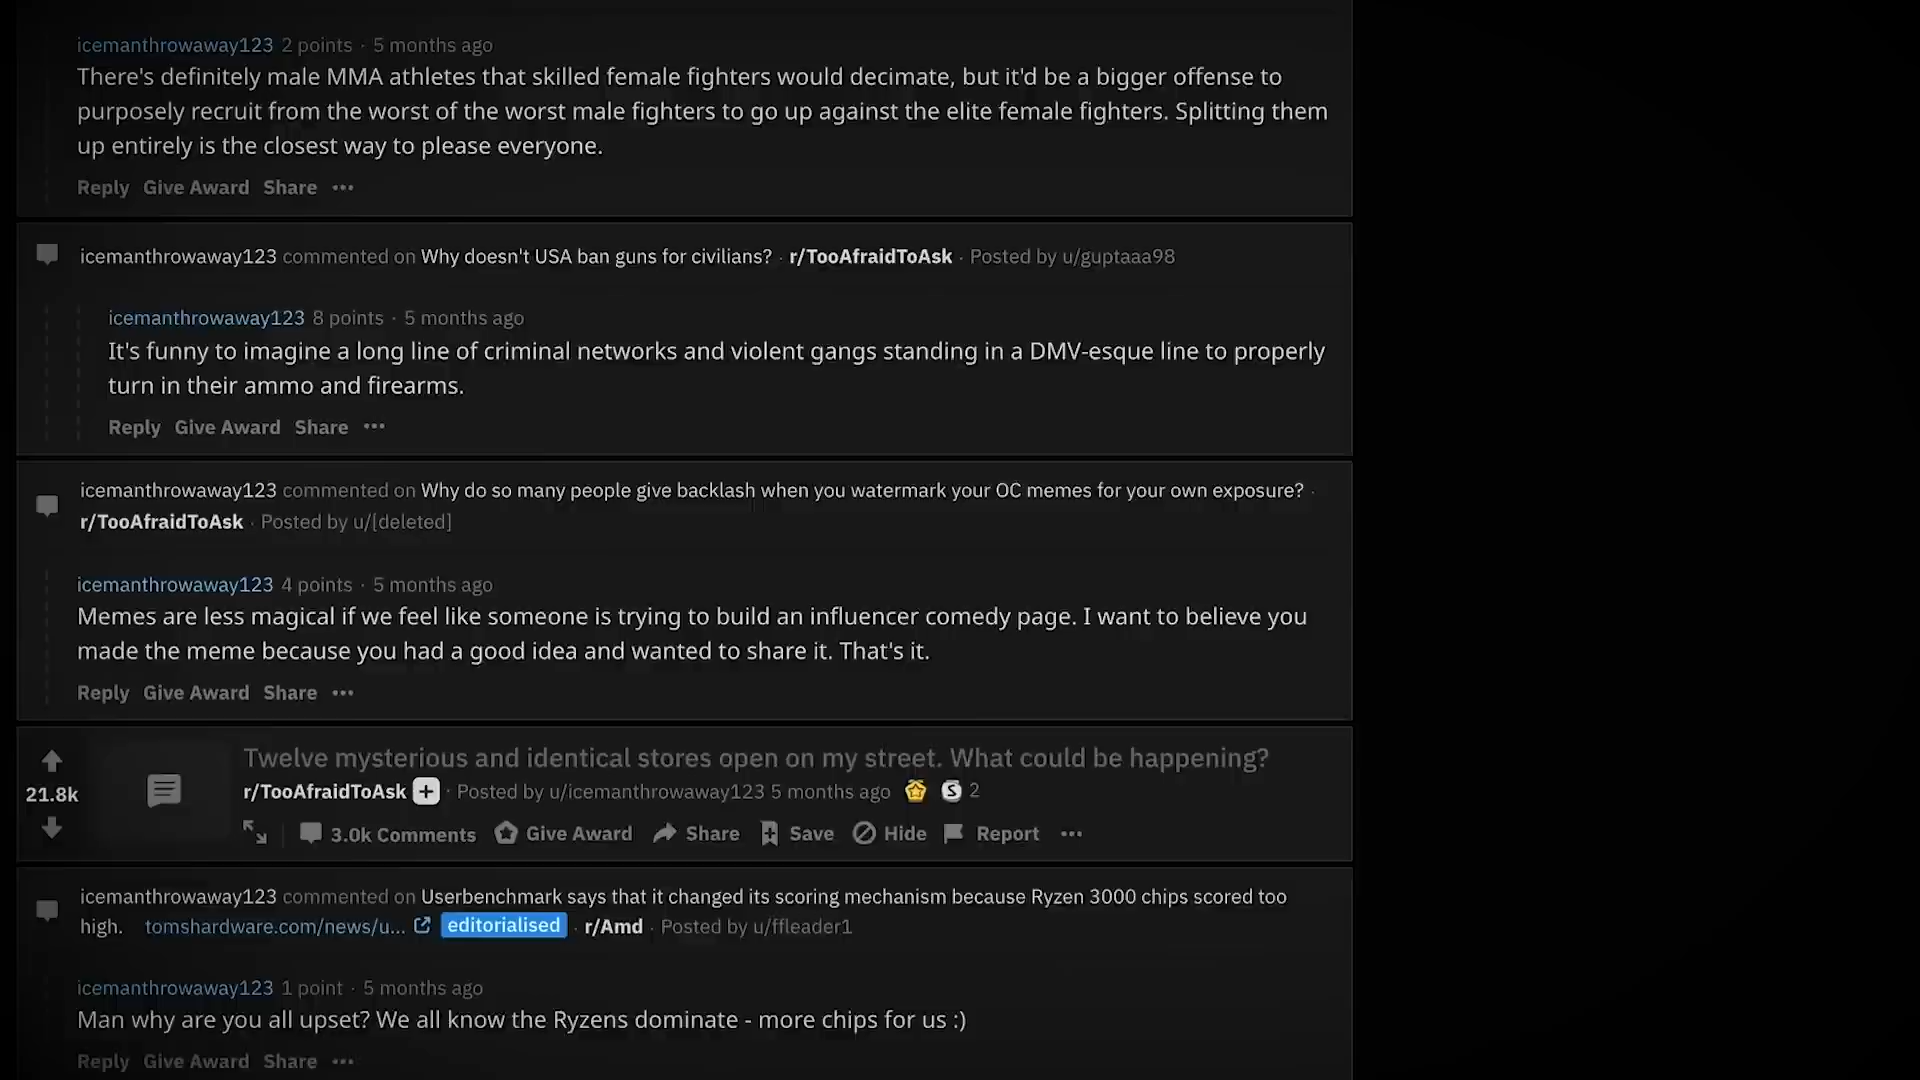 icemanthrowaway123 2 points · 5 months ago
There's definitely male MMA athletes that skilled female fighters would decimate, but it'd be a bigger offense to
purposely recruit from the worst of the worst male fighters to go up against the elite female fighters. Splitting them
up entirely is the closest way to please everyone.
Reply Give Award Share ···
icemanthrowaway123 commented on Why doesn't USA ban guns for civilians? · r/TooAfraidToAsk · Posted by u/guptaaa98
icemanthrowaway123 8 points · 5 months ago
It's funny to imagine a long line of criminal networks and violent gangs standing in a DMV-esque line to properly
turn in their ammo and firearms.
Reply Give Award Share ···
icemanthrowaway123 commented on Why do so many people give backlash when you watermark your OC memes for your own exposure? ·
r/TooAfraidToAsk · Posted by u/[deleted]
icemanthrowaway123 4 points · 5 months ago
Memes are less magical if we feel like someone is trying to build an influencer comedy page. I want to believe you
made the meme because you had a good idea and wanted to share it. That's it.
Reply Give Award Share ···
Twelve mysterious and identical stores open on my street. What could be happening?
21.8k r/TooAfraidToAsk + · Posted by u/icemanthrowaway123 5 months ago S 2
3.0k Comments Give Award Share Save Hide Report ···
icemanthrowaway123 commented on Userbenchmark says that it changed its scoring mechanism because Ryzen 3000 chips scored too
high. tomshardware.com/news/u... editorialised · r/Amd · Posted by u/ffleader1
icemanthrowaway123 1 point · 5 months ago
Man why are you all upset? We all know the Ryzens dominate - more chips for us :)
Reply Give Award Share ···